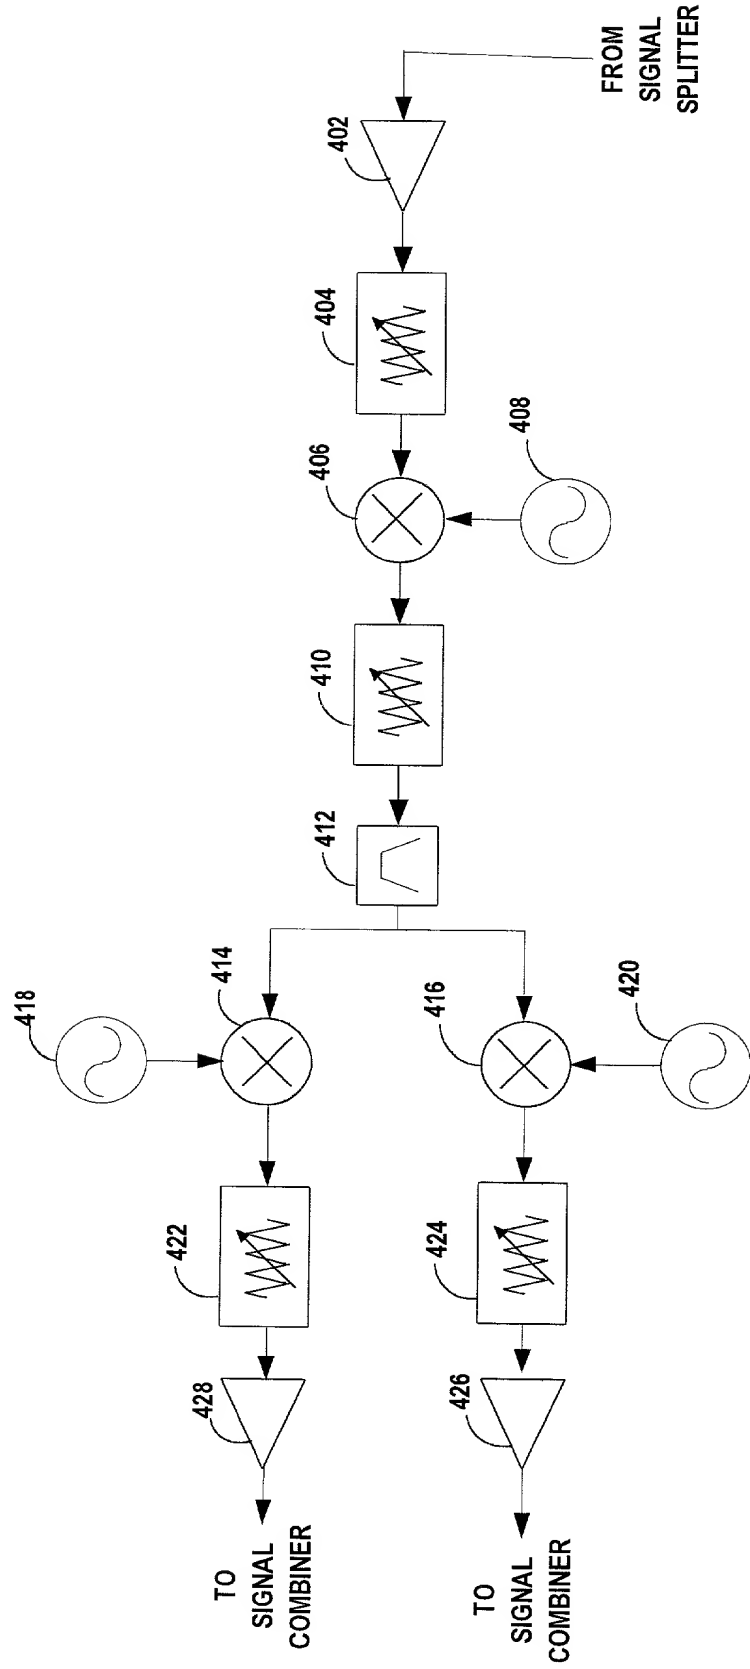 418
414
422
428
TO
SIGNAL
COMBINER
412
410
406
404
402
408
416
420
424
426
TO
SIGNAL
COMBINER
FROM
SIGNAL
SPLITTER